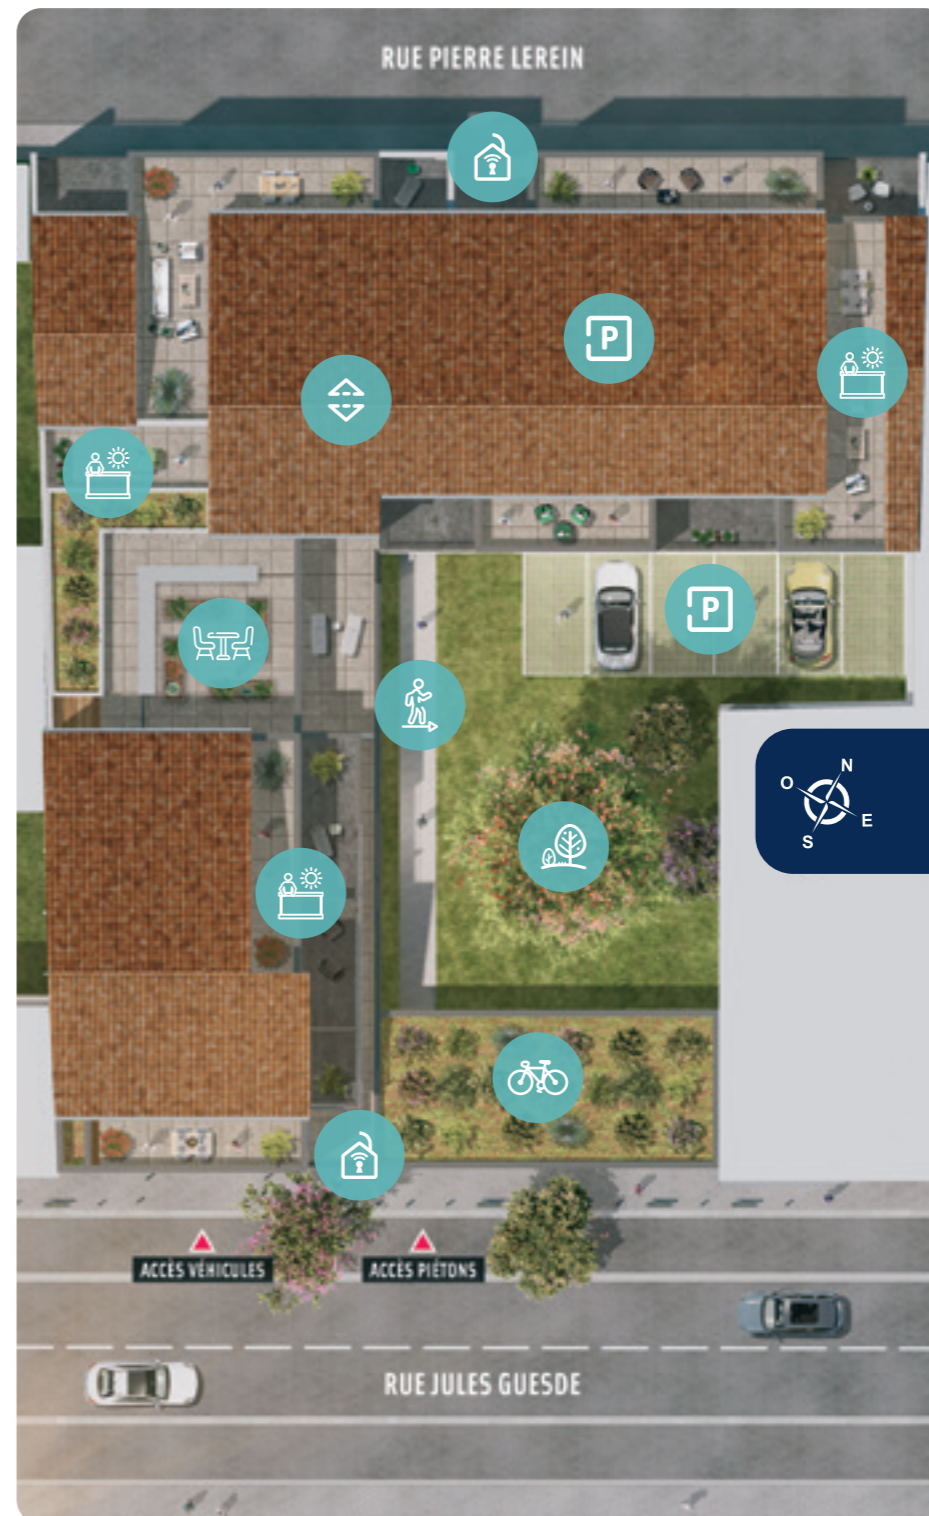 RUE PIERRE LEREIN
P
P
N
O
E
S
ACCÈS VÉHICULES
ACCÈS PIÉTONS
RUE JULES GUESDE